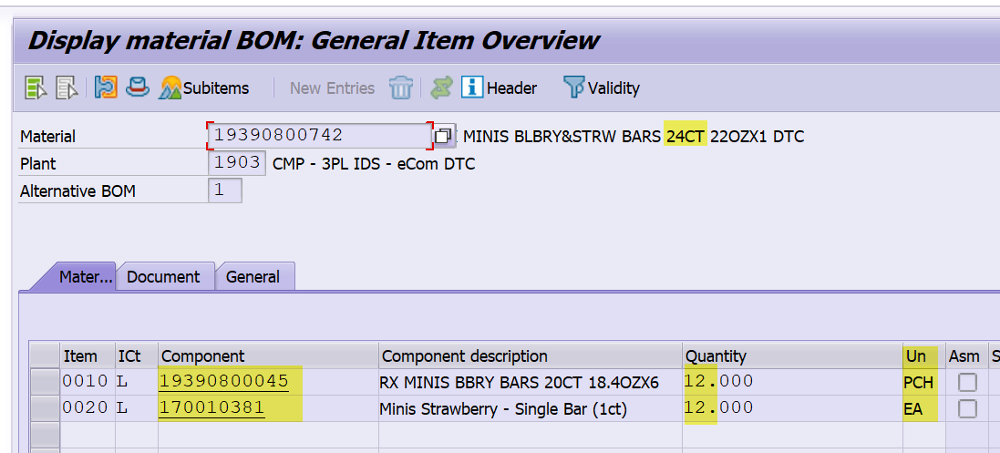 Display material BOM: General Item Overview
Subitems New Entries Header Validity
Material 19390800742 MINIS BLBRY&STRW BARS 24CT 22OZX1 DTC
Plant 1903 CMP - 3PL IDS - eCom DTC
Alternative BOM 1
Mater... Document General
Item ICt Component Component description Quantity Un Asm S
0010 L 19390800045 RX MINIS BBRY BARS 20CT 18.4OZX6 12.000 PCH
0020 L 170010381 Minis Strawberry - Single Bar (1ct) 12.000 EA